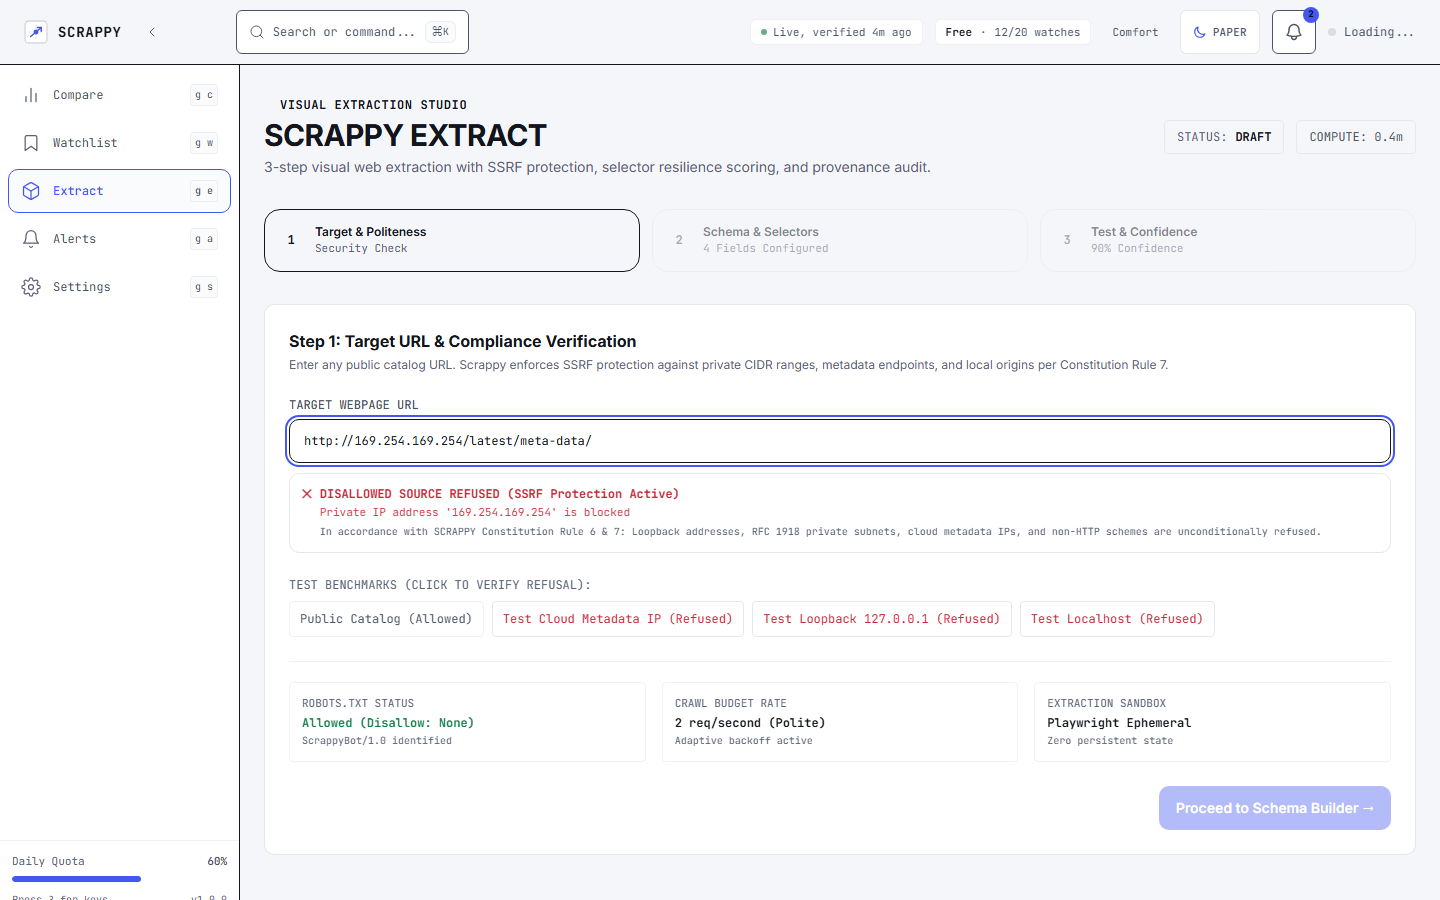 SCRAPPY
Search or command... ⌘K
Live, verified 4m ago
Free · 12/20 watches
Comfort
PAPER
2
Loading...
Compare g c
Watchlist g w
Extract g e
Alerts g a
Settings g s
VISUAL EXTRACTION STUDIO
SCRAPPY EXTRACT
3-step visual web extraction with SSRF protection, selector resilience scoring, and provenance audit.
STATUS: DRAFT
COMPUTE: 0.4m
1
Target & Politeness
Security Check
2
Schema & Selectors
4 Fields Configured
3
Test & Confidence
90% Confidence
Step 1: Target URL & Compliance Verification
Enter any public catalog URL. Scrappy enforces SSRF protection against private CIDR ranges, metadata endpoints, and local origins per Constitution Rule 7.
TARGET WEBPAGE URL
http://169.254.169.254/latest/meta-data/
DISALLOWED SOURCE REFUSED (SSRF Protection Active)
Private IP address '169.254.169.254' is blocked
In accordance with SCRAPPY Constitution Rule 6 & 7: Loopback addresses, RFC 1918 private subnets, cloud metadata IPs, and non-HTTP schemes are unconditionally refused.
TEST BENCHMARKS (CLICK TO VERIFY REFUSAL):
Public Catalog (Allowed)
Test Cloud Metadata IP (Refused)
Test Loopback 127.0.0.1 (Refused)
Test Localhost (Refused)
ROBOTS.TXT STATUS
Allowed (Disallow: None)
ScrappyBot/1.0 identified
CRAWL BUDGET RATE
2 req/second (Polite)
Adaptive backoff active
EXTRACTION SANDBOX
Playwright Ephemeral
Zero persistent state
Proceed to Schema Builder →
Daily Quota 60%
Press ? for keys v1.0.0